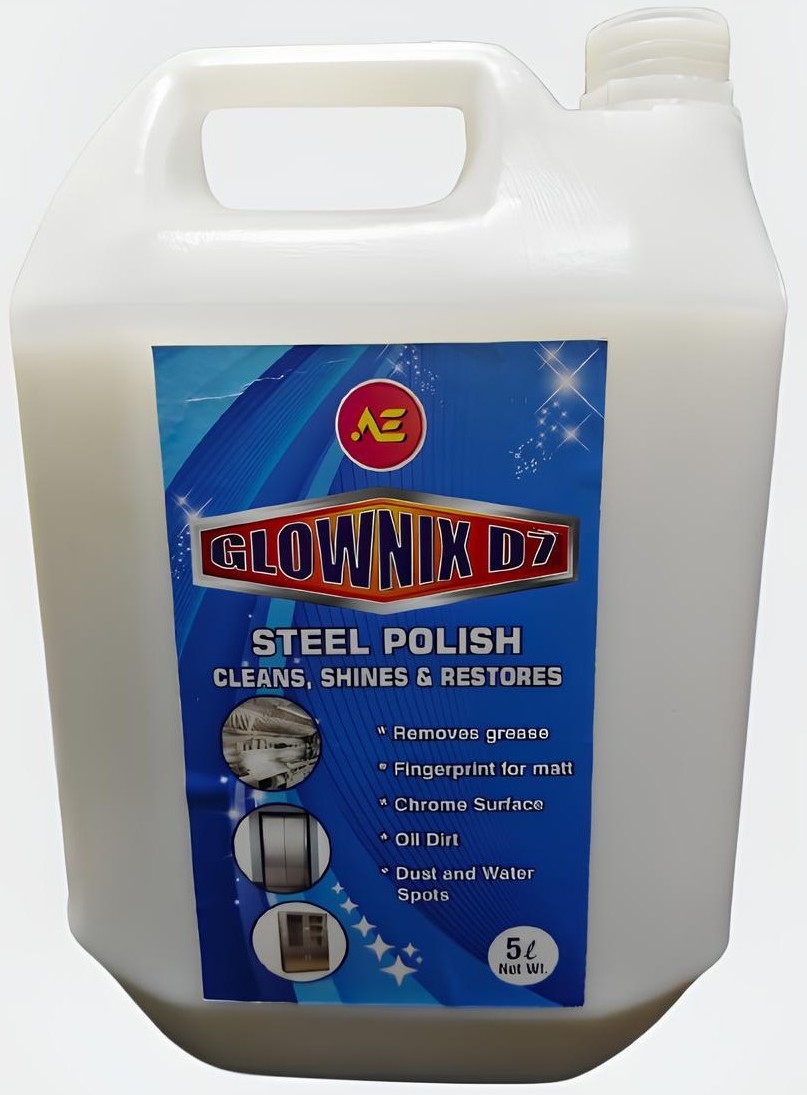 AE
GLOWNIX D7
STEEL POLISH
CLEANS, SHINES & RESTORES
* Removes grease
* Fingerprint for matt
* Chrome Surface
* Oil Dirt
* Dust and Water
Spots
5ℓ
Net Wt.